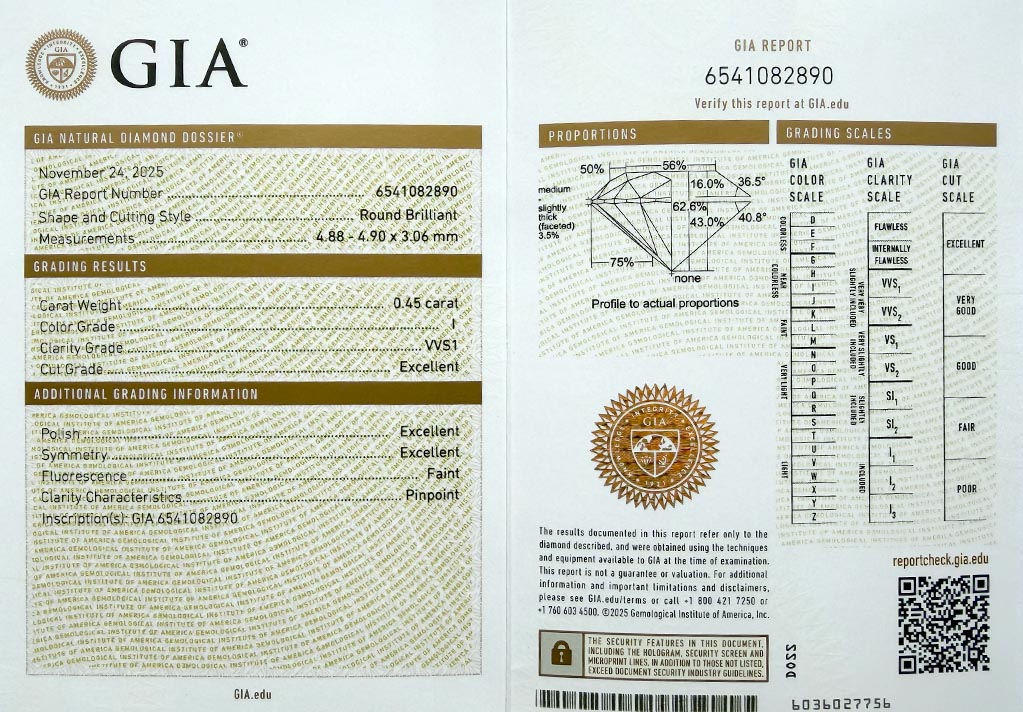 GIA®
GIA NATURAL DIAMOND DOSSIER®
November 24, 2025
GIA Report Number 6541082890
Shape and Cutting Style Round Brilliant
Measurements 4.88 - 4.90 x 3.06 mm
GRADING RESULTS
Carat Weight 0.45 carat
Color Grade I
Clarity Grade VVS1
Cut Grade Excellent
ADDITIONAL GRADING INFORMATION
Polish Excellent
Symmetry Excellent
Fluorescence Faint
Clarity Characteristics Pinpoint
Inscription(s): GIA 6541082890
GIA.edu
GIA REPORT
6541082890
Verify this report at GIA.edu
PROPORTIONS
50%
56%
medium
-
slightly
thick
(faceted)
3.5%
16.0%
36.5°
62.6%
43.0%
40.8°
75%
none
Profile to actual proportions
GIA
The results documented in this report refer only to the
diamond described, and were obtained using the techniques
and equipment available to GIA at the time of examination.
This report is not a guarantee or valuation. For additional
information and important limitations and disclaimers,
please see GIA.edu/terms or call +1 800 421 7250 or
+1 760 603 4500. ©2025 Gemological Institute of America, Inc.
THE SECURITY FEATURES IN THIS DOCUMENT,
INCLUDING THE HOLOGRAM, SECURITY SCREEN AND
MICROPRINT LINES, IN ADDITION TO THOSE NOT LISTED,
EXCEED DOCUMENT SECURITY INDUSTRY GUIDELINES.
GRADING SCALES
GIA
COLOR
SCALE
COLORLESS
D
E
F
NEAR COLORLESS
G
H
I
J
FAINT
K
L
M
VERY LIGHT
N
O
P
Q
R
LIGHT
S
T
U
V
W
X
Y
Z
GIA
CLARITY
SCALE
FLAWLESS
INTERNALLY
FLAWLESS
VERY VERY
SLIGHTLY INCLUDED
VVS1
VVS2
VERY SLIGHTLY
INCLUDED
VS1
VS2
SLIGHTLY
INCLUDED
SI1
SI2
INCLUDED
I1
I2
I3
GIA
CUT
SCALE
EXCELLENT
VERY
GOOD
GOOD
FAIR
POOR
reportcheck.gia.edu
D022
6036027756